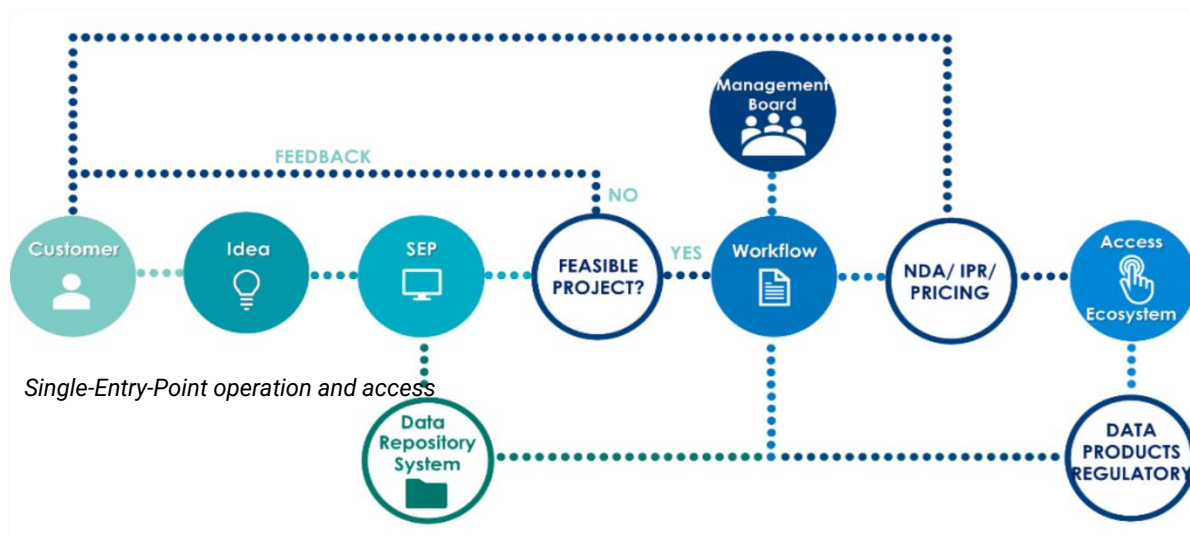 Management
Board
FEEDBACK
NO
Customer
Idea
SEP
FEASIBLE
PROJECT?
YES
Workflow
NDA/ IPR/
PRICING
Access
Ecosystem
Single-Entry-Point operation and access
Data
Repository
System
DATA
PRODUCTS
REGULATORY